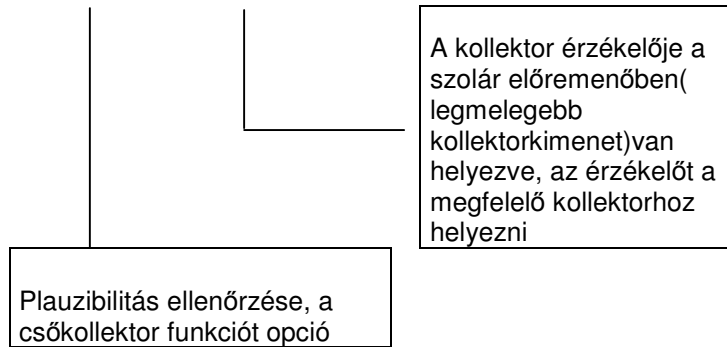 A kollektor érzékelője a
szolár előremenőben(
legmelegebb
kollektorkimenet)van
helyezve, az érzékelőt a
megfelelő kollektorhoz
helyezni
Plauzibilitás ellenőrzése, a
csőkollektor funkciót opció